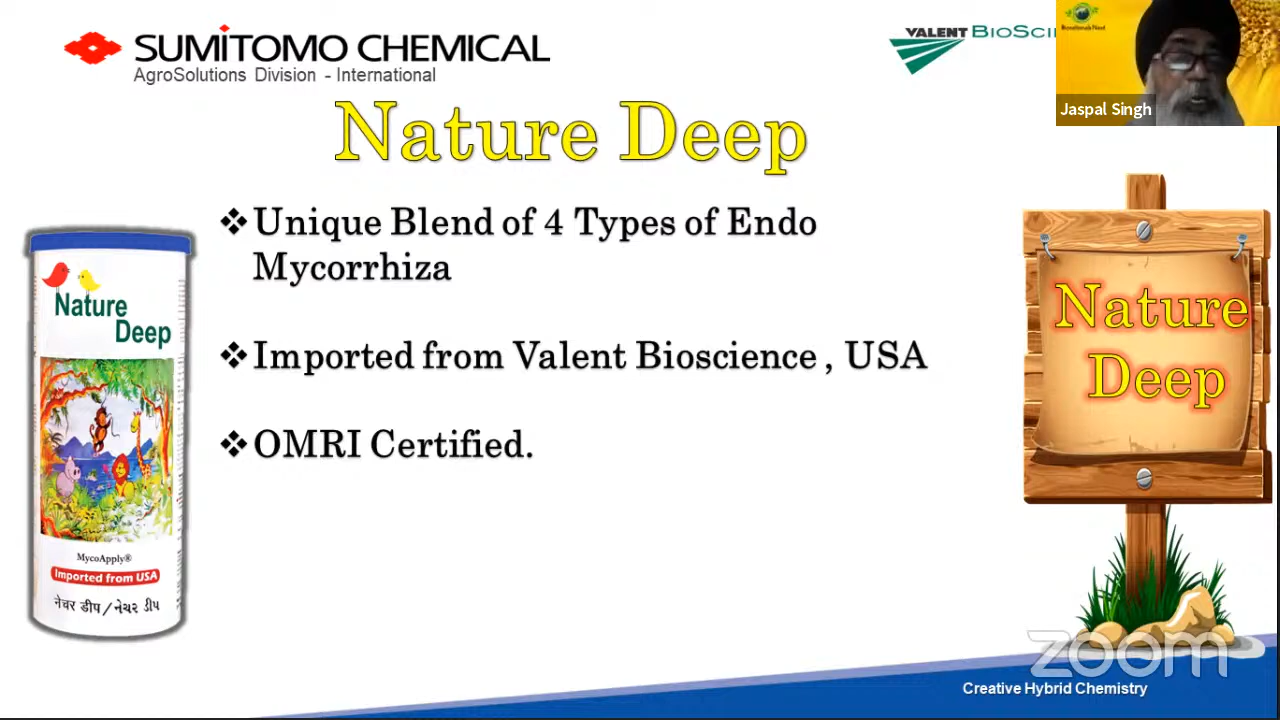 SUMITOMO CHEMICAL
AgroSolutions Division - International
VALENT BIOSCI
Jaspal Singh
Nature Deep
❖Unique Blend of 4 Types of Endo
Mycorrhiza
❖Imported from Valent Bioscience , USA
❖OMRI Certified.
Nature
Deep
MycoApply®
Imported from USA
नेचर डीप/નેચર ડીપ
Nature
Deep
zoom
Creative Hybrid Chemistry